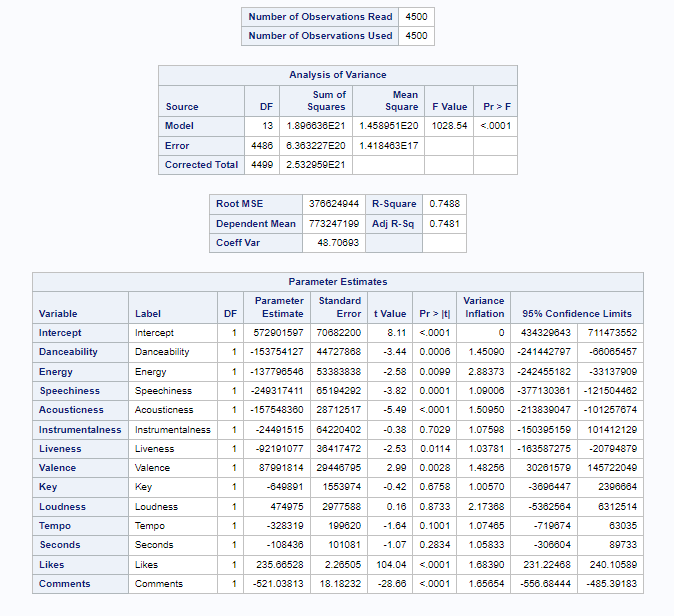 Number of Observations Read 4500
Number of Observations Used 4500
Analysis of Variance
Source DF Sum of Squares Mean Square F Value Pr > F
Model 13 1.896636E21 1.458951E20 1028.54 <.0001
Error 4486 6.363227E20 1.418463E17
Corrected Total 4499 2.532959E21
Root MSE 376624944 R-Square 0.7488
Dependent Mean 773247199 Adj R-Sq 0.7481
Coeff Var 48.70693
Parameter Estimates
Variable Label DF Parameter Estimate Standard Error t Value Pr > |t| Variance Inflation 95% Confidence Limits
Intercept Intercept 1 572901597 70682200 8.11 <.0001 0 434329643 711473552
Danceability Danceability 1 -153754127 44727868 -3.44 0.0006 1.45090 -241442797 -66065457
Energy Energy 1 -137796546 53383838 -2.58 0.0099 2.88373 -242455182 -33137909
Speechiness Speechiness 1 -249317411 65194292 -3.82 0.0001 1.09006 -377130361 -121504462
Acousticness Acousticness 1 -157548360 28712517 -5.49 <.0001 1.50950 -213839047 -101257674
Instrumentalness Instrumentalness 1 -24491515 64220402 -0.38 0.7029 1.07598 -150395159 101412129
Liveness Liveness 1 -92191077 36417472 -2.53 0.0114 1.03781 -163587275 -20794879
Valence Valence 1 87991814 29446795 2.99 0.0028 1.48256 30261579 145722049
Key Key 1 -649891 1553974 -0.42 0.6758 1.00570 -3696447 2396664
Loudness Loudness 1 474975 2977588 0.16 0.8733 2.17368 -5362564 6312514
Tempo Tempo 1 -328319 199620 -1.64 0.1001 1.07465 -719674 63035
Seconds Seconds 1 -108436 101081 -1.07 0.2834 1.05833 -306604 89733
Likes Likes 1 235.66528 2.26505 104.04 <.0001 1.68390 231.22468 240.10589
Comments Comments 1 -521.03813 18.18232 -28.66 <.0001 1.65654 -556.68444 -485.39183